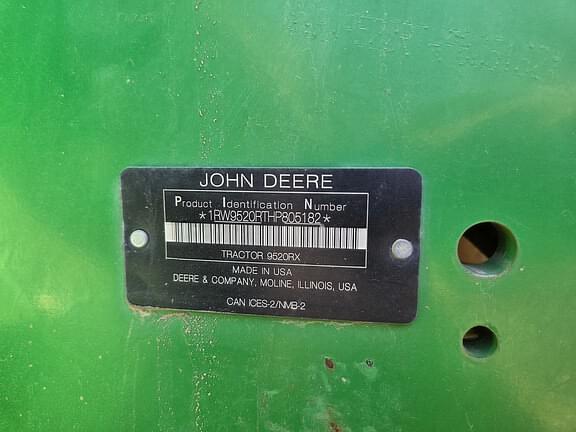 JOHN DEERE
Product Identification Number
*1RW9520RTHP805182*
TRACTOR 9520RX
MADE IN USA
DEERE & COMPANY, MOLINE, ILLINOIS, USA
CAN ICES-2/NMB-2